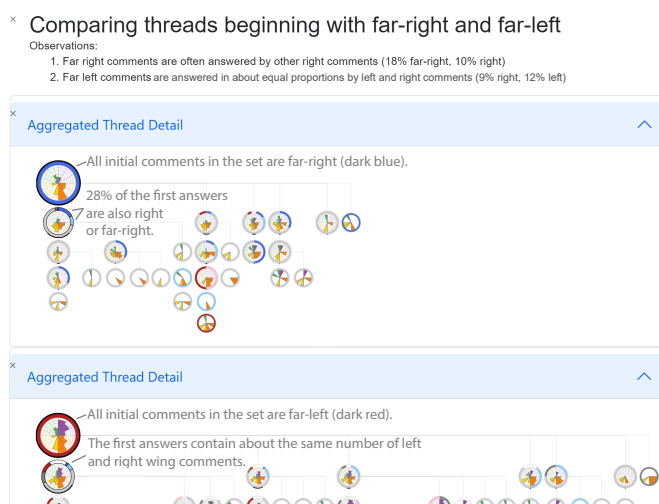 Comparing threads beginning with far-right and far-left
Observations:
1. Far right comments are often answered by other right comments (18% far-right, 10% right)
2. Far left comments are answered in about equal proportions by left and right comments (9% right, 12% left)
Aggregated Thread Detail
All initial comments in the set are far-right (dark blue).
28% of the first answers
are also right
or far-right.
Aggregated Thread Detail
All initial comments in the set are far-left (dark red).
The first answers contain about the same number of left
and right wing comments.